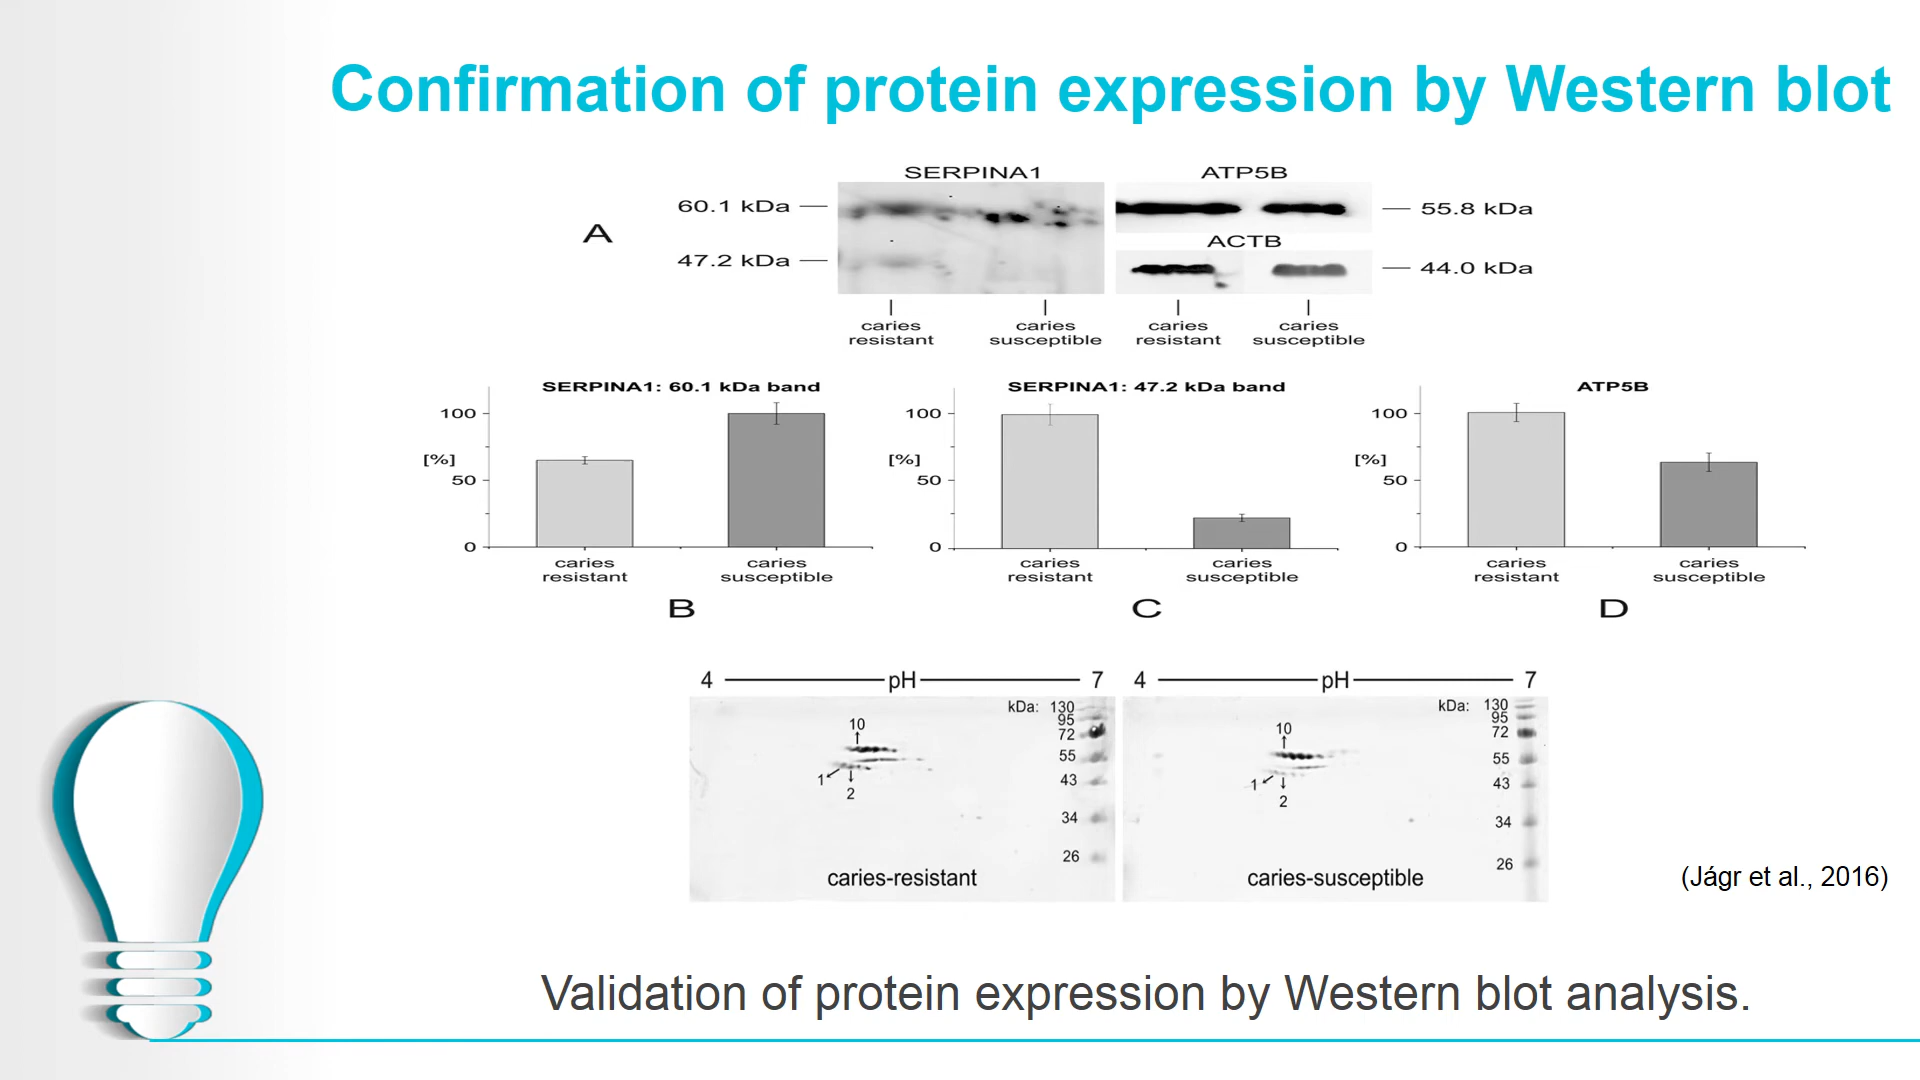 Confirmation of protein expression by Western blot
SERPINA1
ATP5B
60.1 kDa
55.8 kDa
A
ACTB
47.2 kDa
44.0 kDa
caries resistant
caries susceptible
caries resistant
caries susceptible
SERPINA1: 60.1 kDa band
100
[%]
50
0
caries resistant
caries susceptible
B
SERPINA1: 47.2 kDa band
100
[%]
50
0
caries resistant
caries susceptible
C
ATP5B
100
[%]
50
0
caries resistant
caries susceptible
D
4 pH 7
kDa: 130
95
72
55
43
34
26
10
1
2
caries-resistant
4 pH 7
kDa: 130
95
72
55
43
34
26
10
1
2
caries-susceptible
(Jágr et al., 2016)
Validation of protein expression by Western blot analysis.